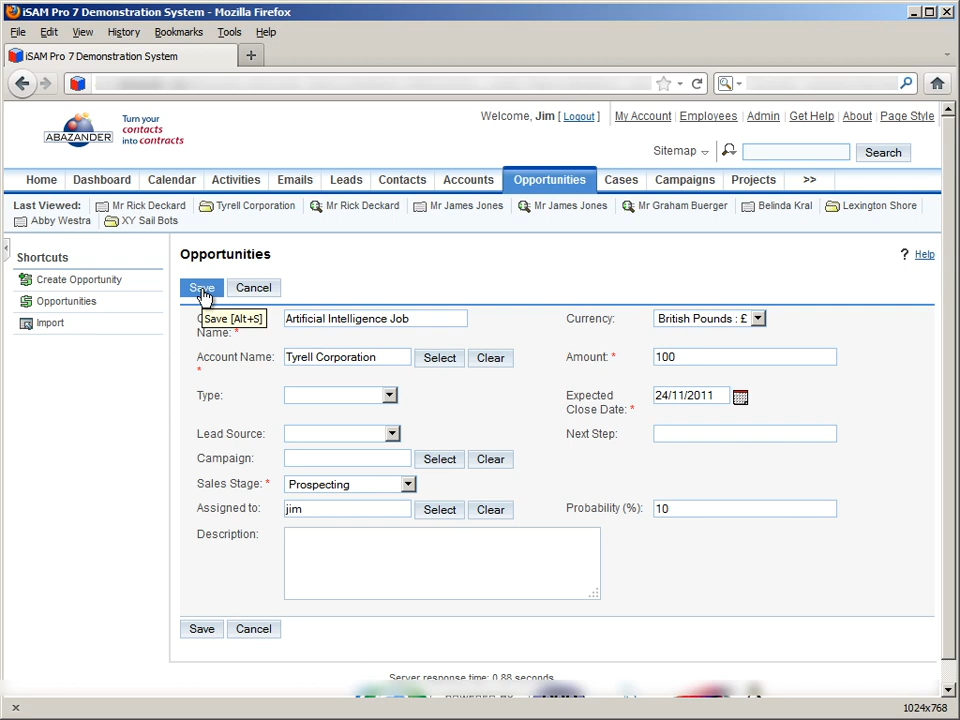 iSAM Pro 7 Demonstration System - Mozilla Firefox
File Edit View History Bookmarks Tools Help
iSAM Pro 7 Demonstration System
ABAZANDER
Turn your
contacts
into contracts
Welcome, Jim [ Logout ] My Account Employees Admin Get Help About Page Style
Sitemap Search
Home Dashboard Calendar Activities Emails Leads Contacts Accounts Opportunities Cases Campaigns Projects >>
Last Viewed: Mr Rick Deckard Tyrell Corporation Mr Rick Deckard Mr James Jones Mr James Jones Mr Graham Buerger Belinda Kral Lexington Shore
Abby Westra XY Sail Bots
Shortcuts
Create Opportunity
Opportunities
Import
Opportunities
? Help
Save Cancel
Save [Alt+S]
Name: * Artificial Intelligence Job Currency: British Pounds : £
Account Name: * Tyrell Corporation Select Clear Amount: * 100
Type: Expected
Close Date: * 24/11/2011
Lead Source: Next Step:
Campaign: Select Clear
Sales Stage: * Prospecting
Assigned to: jim Select Clear Probability (%): 10
Description:
Save Cancel
Server response time: 0.88 seconds.
1024x768